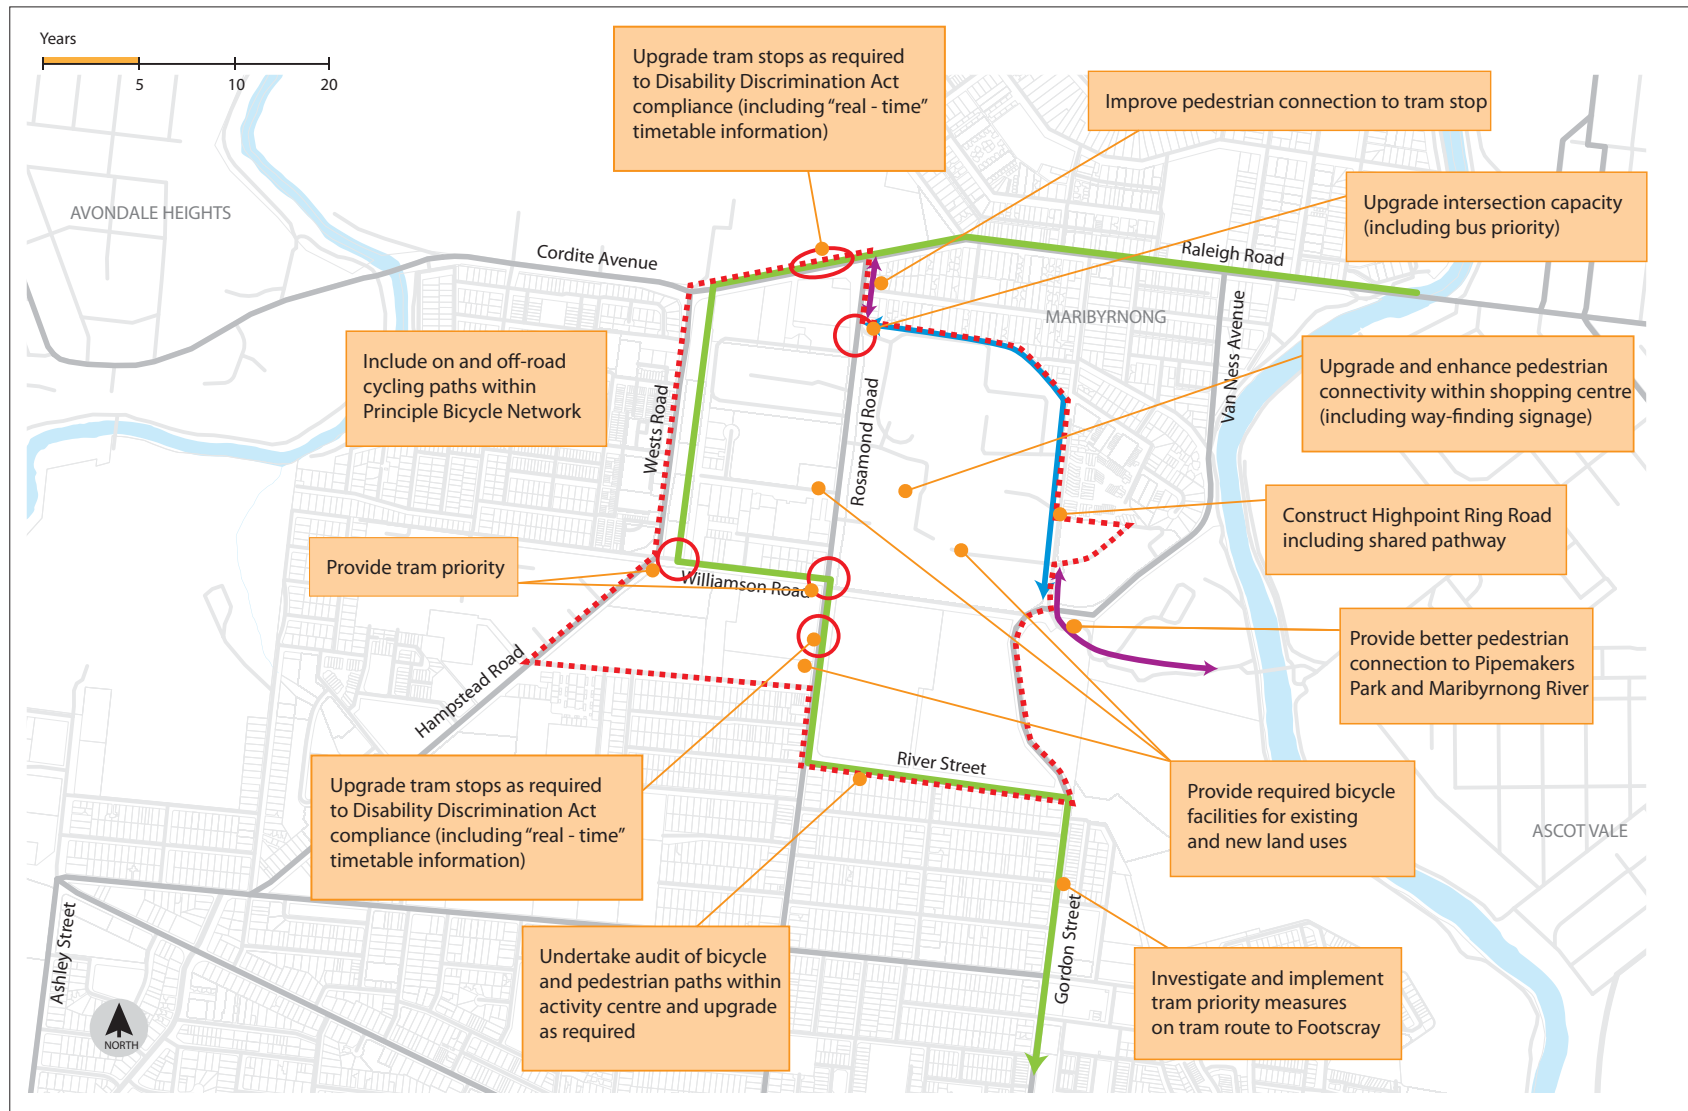 Years
5
10
20
Upgrade tram stops as required
to Disability Discrimination Act
compliance (including “real - time”
timetable information)
Improve pedestrian connection to tram stop
Upgrade intersection capacity
(including bus priority)
AVONDALE HEIGHTS
Cordite Avenue
Raleigh Road
MARIBYRNONG
Van Ness Avenue
Include on and off-road
cycling paths within
Principle Bicycle Network
Wests Road
Rosamond Road
Upgrade and enhance pedestrian
connectivity within shopping centre
(including way-finding signage)
Construct Highpoint Ring Road
including shared pathway
Provide tram priority
Williamson Road
Hampstead Road
Provide better pedestrian
connection to Pipemakers
Park and Maribyrnong River
River Street
Upgrade tram stops as required
to Disability Discrimination Act
compliance (including “real - time”
timetable information)
Provide required bicycle
facilities for existing
and new land uses
ASCOT VALE
Ashley Street
Gordon Street
Undertake audit of bicycle
and pedestrian paths within
activity centre and upgrade
as required
Investigate and implement
tram priority measures
on tram route to Footscray
NORTH